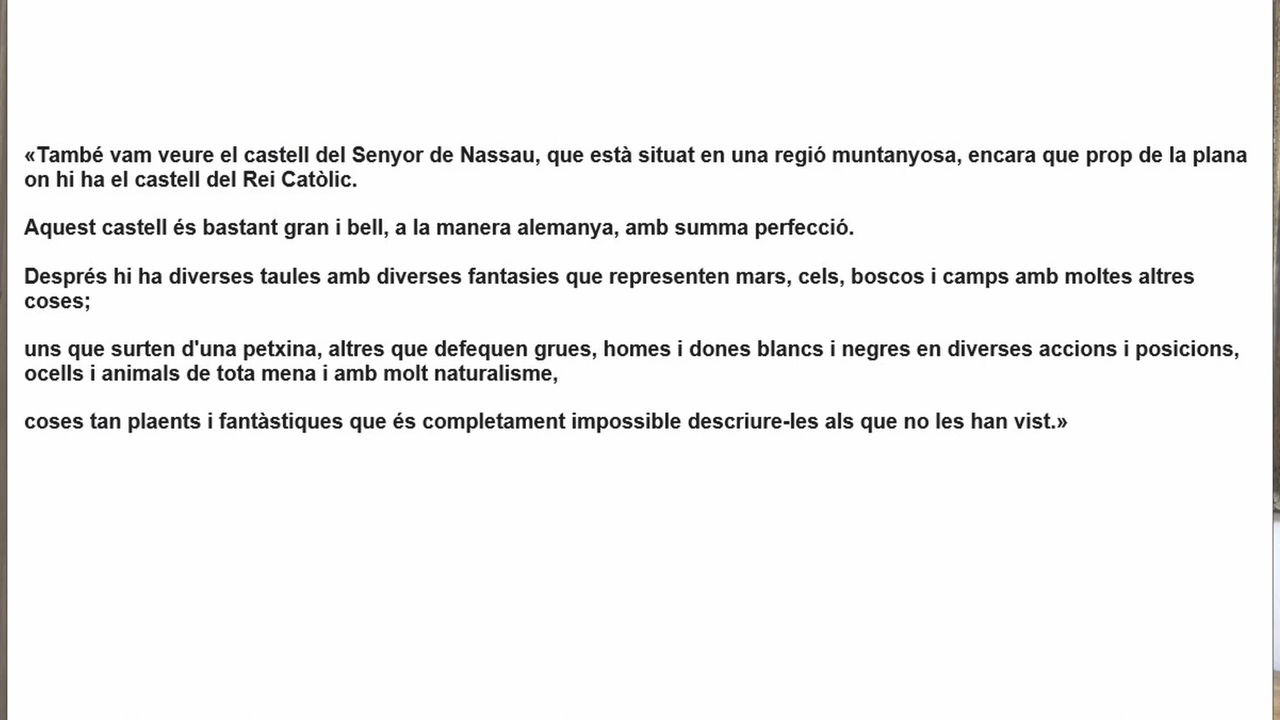 «També vam veure el castell del Senyor de Nassau, que està situat en una regió muntanyosa, encara que prop de la plana
on hi ha el castell del Rei Catòlic.
Aquest castell és bastant gran i bell, a la manera alemanya, amb summa perfecció.
Després hi ha diverses taules amb diverses fantasies que representen mars, cels, boscos i camps amb moltes altres
coses;
uns que surten d'una petxina, altres que defequen grues, homes i dones blancs i negres en diverses accions i posicions,
ocells i animals de tota mena i amb molt naturalisme,
coses tan plaents i fantàstiques que és completament impossible descriure-les als que no les han vist.»